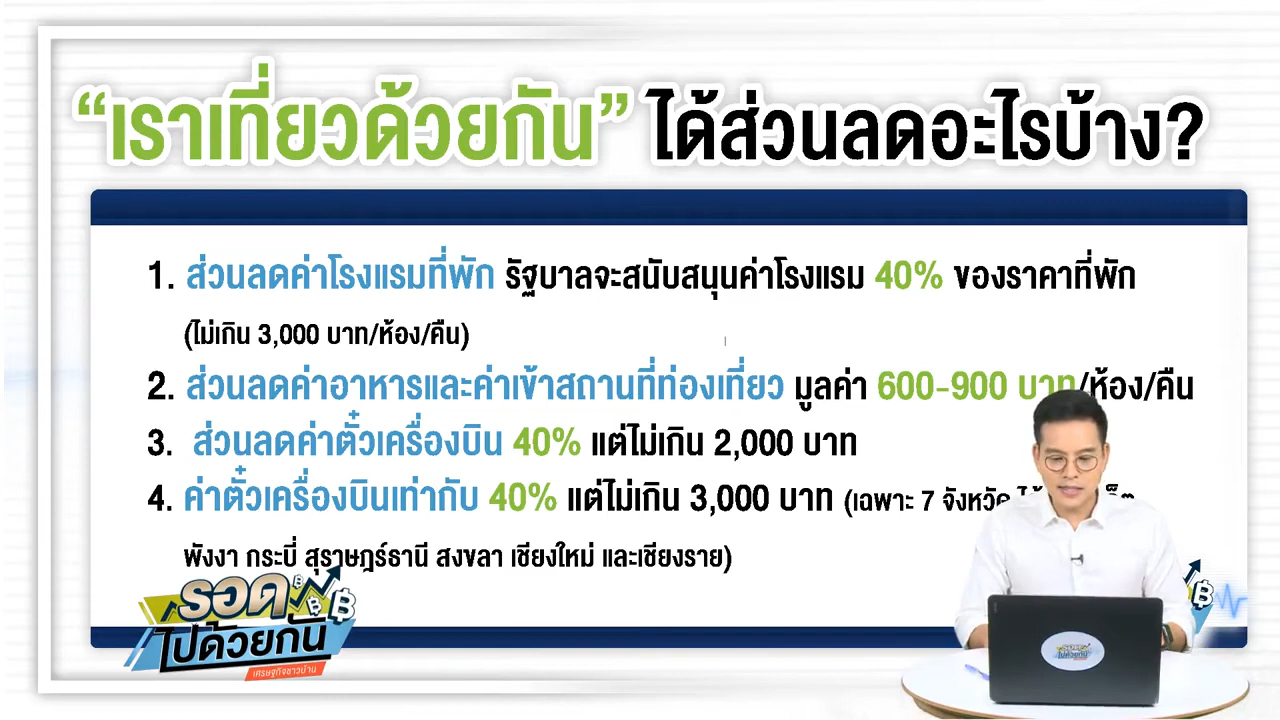 “เราเที่ยวด้วยกัน” ได้ส่วนลดอะไรบ้าง?
1. ส่วนลดค่าโรงแรมที่พัก รัฐบาลจะสนับสนุนค่าโรงแรม 40% ของราคาที่พัก
(ไม่เกิน 3,000 บาท/ห้อง/คืน)
2. ส่วนลดค่าอาหารและค่าเข้าสถานที่ท่องเที่ยว มูลค่า 600-900 บาท/ห้อง/คืน
3. ส่วนลดค่าตั๋วเครื่องบิน 40% แต่ไม่เกิน 2,000 บาท
4. ค่าตั๋วเครื่องบินเท่ากับ 40% แต่ไม่เกิน 3,000 บาท (เฉพาะ 7 จังหวัด
พังงา กระบี่ สุราษฎร์ธานี สงขลา เชียงใหม่ และเชียงราย)
รอด
ไปด้วยกัน
เศรษฐกิจชาวบ้าน
ไปด้วยกัน